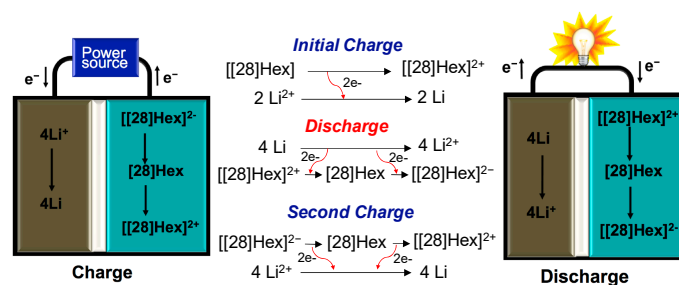 Power
source
e⁻
e⁻
4Li⁺
4Li
[[28]Hex]²⁻
[28]Hex
[[28]Hex]²⁺
Charge
Initial Charge
[[28]Hex] [[28]Hex]²⁺
2e-
2 Li²⁺ 2 Li
Discharge
4 Li 4 Li²⁺
2e- 2e-
[[28]Hex]²⁺ [28]Hex [[28]Hex]²⁻
Second Charge
[[28]Hex]²⁻ [28]Hex [[28]Hex]²⁺
2e- 2e-
4 Li²⁺ 4 Li
e⁻
e⁻
4Li
4Li⁺
[[28]Hex]²⁺
[28]Hex
[[28]Hex]²⁻
Discharge